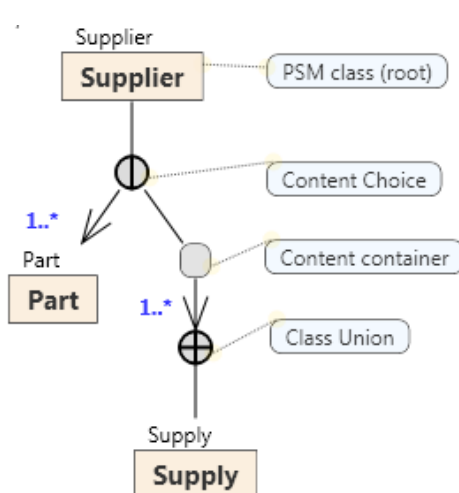 Supplier
Supplier
PSM class (root)
Content Choice
1..*
Part
Part
Content container
1..*
Class Union
Supply
Supply